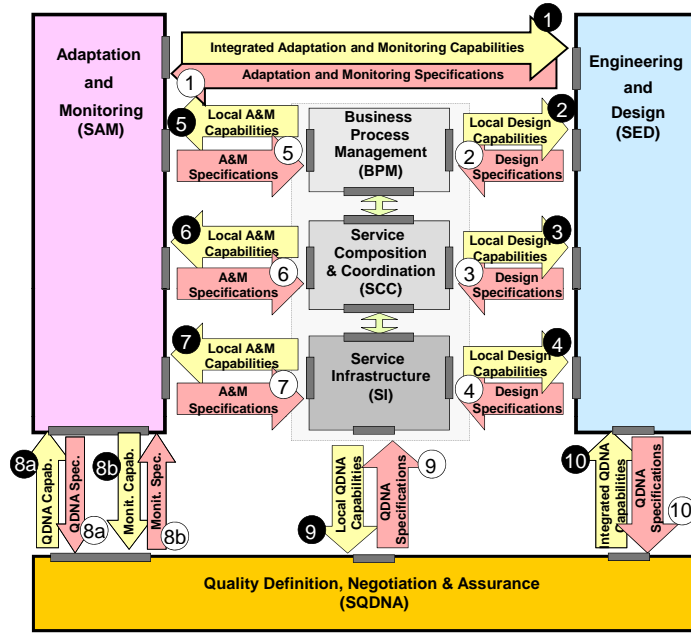 1
Adaptation
and
Monitoring
(SAM)
Integrated Adaptation and Monitoring Capabilities
Adaptation and Monitoring Specifications
1
Engineering
and
Design
(SED)
5
Local A&M
Capabilities
A&M
Specifications
5
Business
Process
Management
(BPM)
2
Local Design
Capabilities
2
Design
Specifications
6
Local A&M
Capabilities
A&M
Specifications
6
Service
Composition
& Coordination
(SCC)
3
Local Design
Capabilities
3
Design
Specifications
7
Local A&M
Capabilities
A&M
Specifications
7
Service
Infrastructure
(SI)
4
Local Design
Capabilities
4
Design
Specifications
8a
QDNA Capab.
QDNA Spec.
8a
8b
Monit. Capab.
Monit. Spec.
8b
9
Local QDNA
Capabilities
QDNA
Specifications
9
10
Integrated QDNA
Capabilities
QDNA
Specifications
10
Quality Definition, Negotiation & Assurance
(SQDNA)